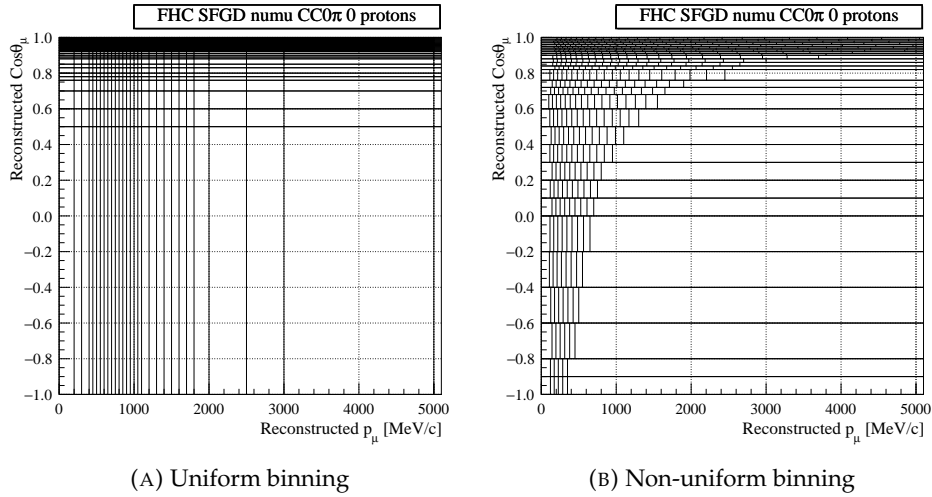 FHC SFGD numu CC0π 0 protons
Reconstructed Cosθμ
1.0
0.8
0.6
0.4
0.2
0.0
−0.2
−0.4
−0.6
−0.8
−1.0
0 1000 2000 3000 4000 5000
Reconstructed pμ [MeV/c]
(A) Uniform binning
FHC SFGD numu CC0π 0 protons
Reconstructed Cosθμ
1.0
0.8
0.6
0.4
0.2
0.0
−0.2
−0.4
−0.6
−0.8
−1.0
0 1000 2000 3000 4000 5000
Reconstructed pμ [MeV/c]
(B) Non-uniform binning